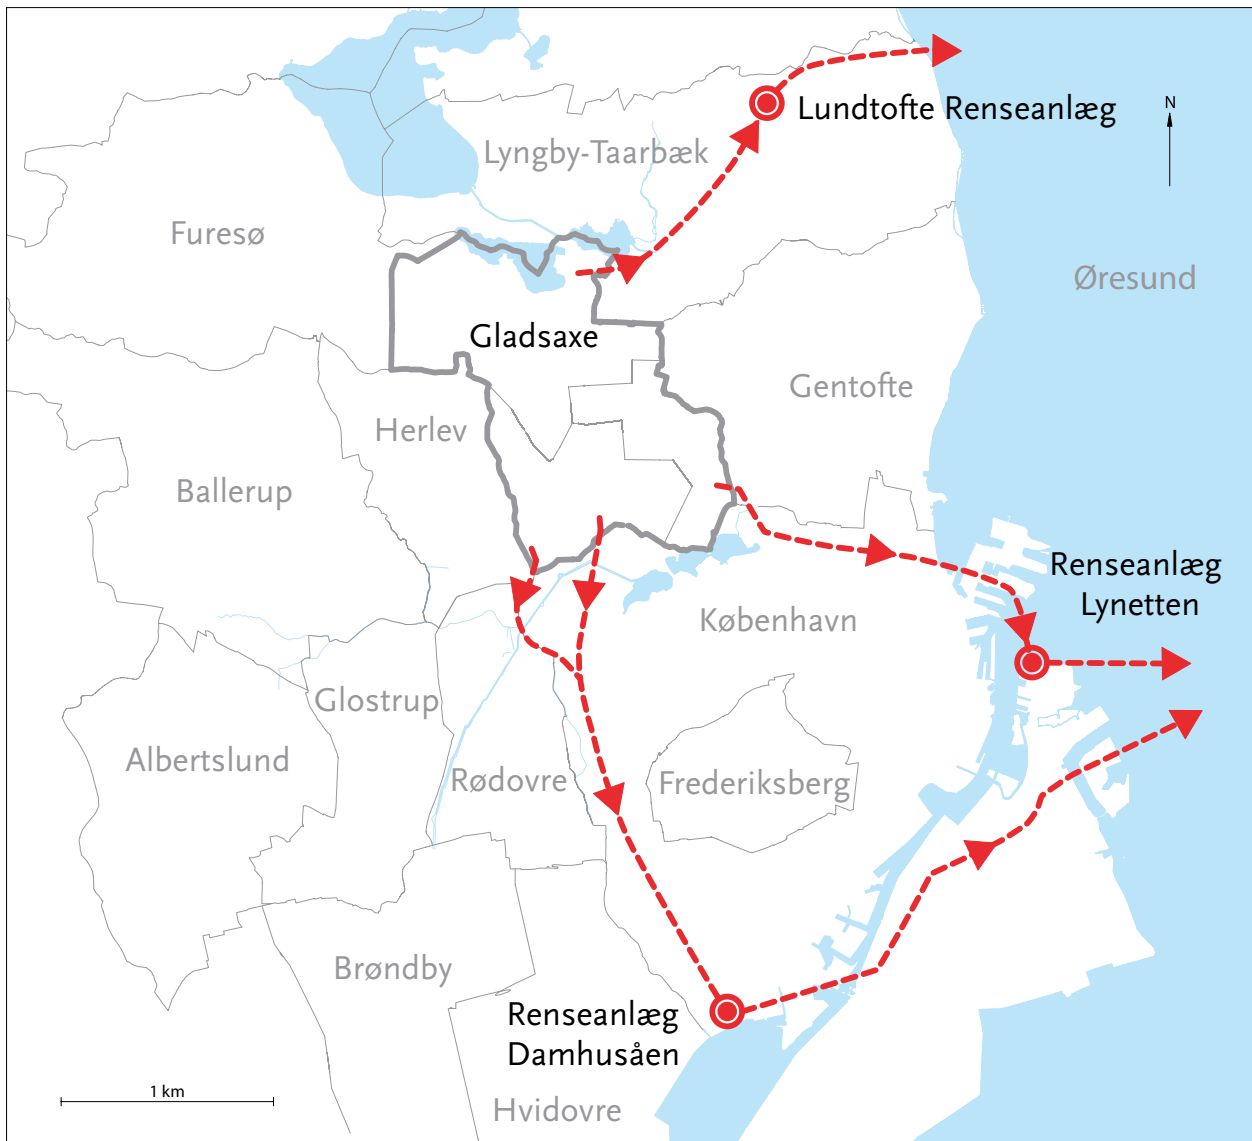 Lundtofte Renseanlæg
N
Lyngby-Taarbæk
Furesø
Øresund
Gladsaxe
Gentofte
Herlev
Ballerup
Renseanlæg
Lynetten
København
Glostrup
Albertslund
Rødovre
Frederiksberg
Brøndby
Renseanlæg
Damhusåen
1 km
Hvidovre